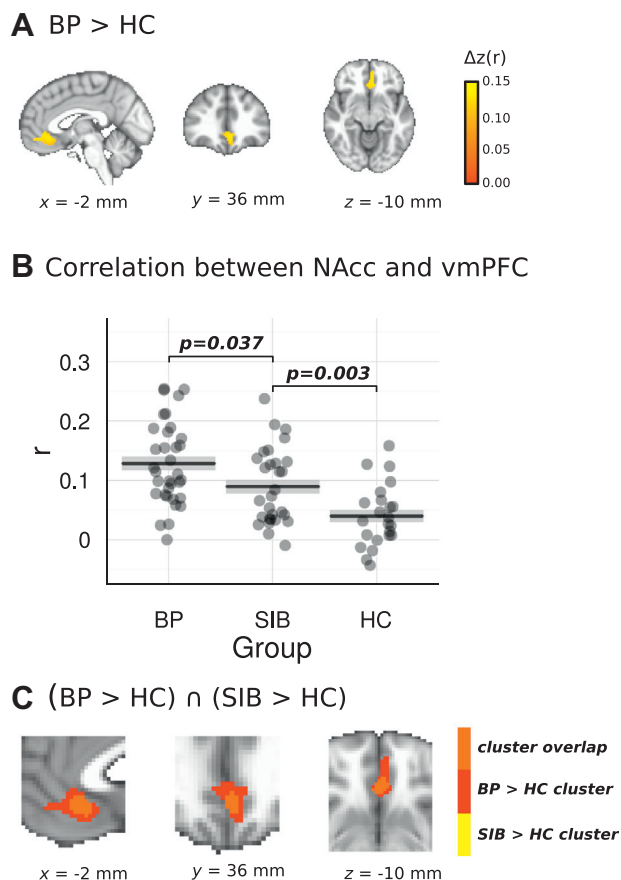 A BP > HC
Δz(r)
0.15
0.10
0.05
0.00
x = -2 mm
y = 36 mm
z = -10 mm
B Correlation between NAcc and vmPFC
p=0.037
p=0.003
0.3
0.2
0.1
0
r
BP
SIB
HC
Group
C (BP > HC) ∩ (SIB > HC)
cluster overlap
BP > HC cluster
SIB > HC cluster
x = -2 mm
y = 36 mm
z = -10 mm